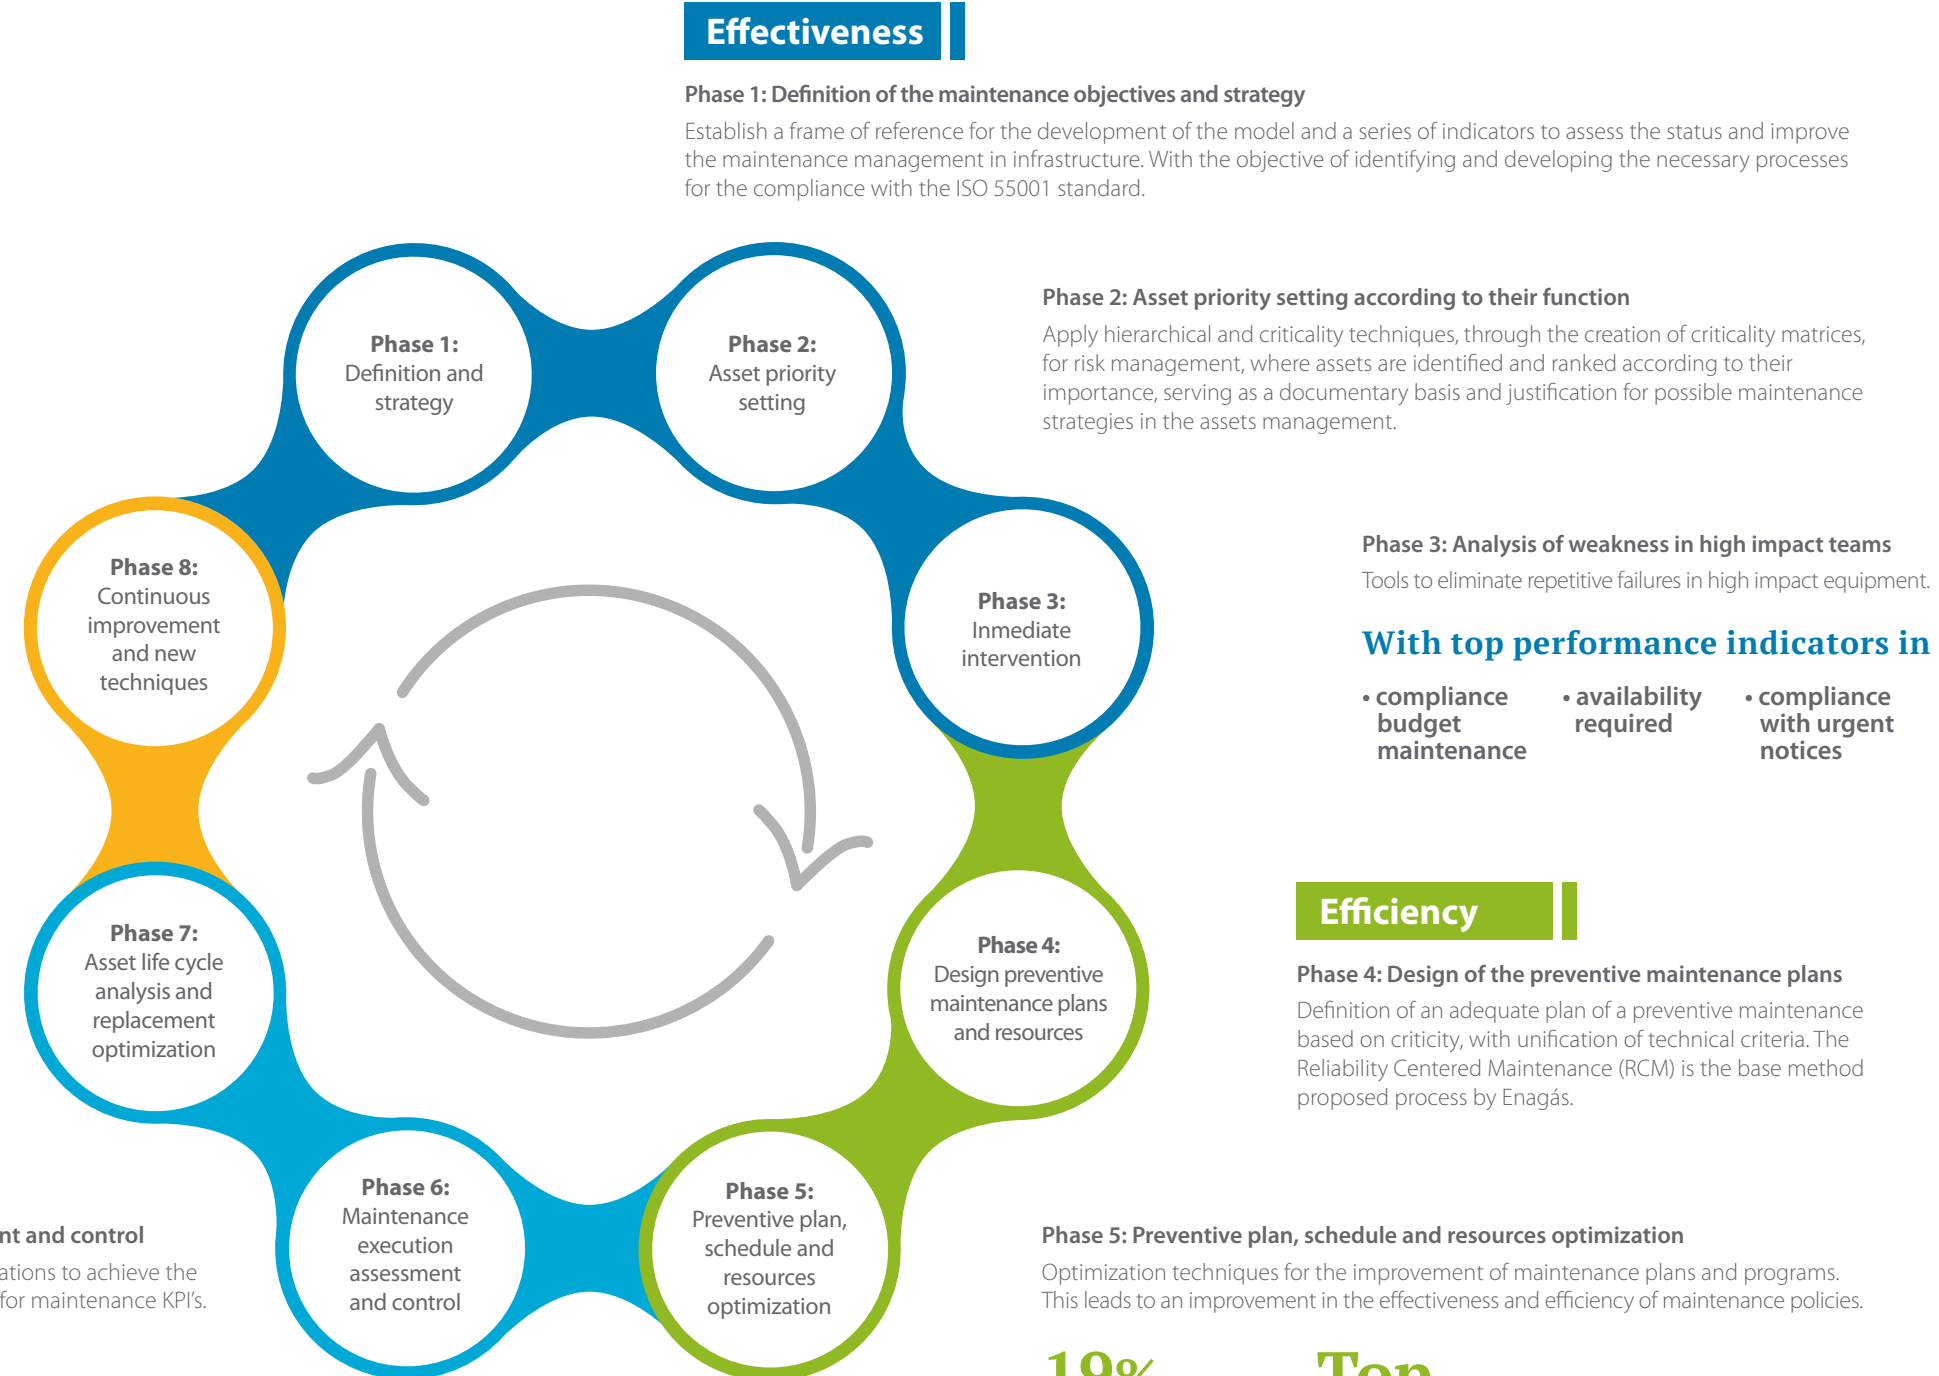 Effectiveness
Phase 1: Definition of the maintenance objectives and strategy
Establish a frame of reference for the development of the model and a series of indicators to assess the status and improve
the maintenance management in infrastructure. With the objective of identifying and developing the necessary processes
for the compliance with the ISO 55001 standard.
Phase 1:
Definition and
strategy
Phase 2:
Asset priority
setting
Phase 2: Asset priority setting according to their function
Apply hierarchical and criticality techniques, through the creation of criticality matrices,
for risk management, where assets are identified and ranked according to their
importance, serving as a documentary basis and justification for possible maintenance
strategies in the assets management.
Phase 8:
Continuous
improvement
and new
techniques
Phase 3:
Inmediate
intervention
Phase 3: Analysis of weakness in high impact teams
Tools to eliminate repetitive failures in high impact equipment.
With top performance indicators in
• compliance
budget
maintenance
• availability
required
• compliance
with urgent
notices
Phase 7:
Asset life cycle
analysis and
replacement
optimization
Phase 4:
Design preventive
maintenance plans
and resources
Efficiency
Phase 4: Design of the preventive maintenance plans
Definition of an adequate plan of a preventive maintenance
based on criticity, with unification of technical criteria. The
Reliability Centered Maintenance (RCM) is the base method
proposed process by Enagás.
Phase 6:
Maintenance
execution
assessment
and control
Phase 5:
Preventive plan,
schedule and
resources
optimization
nt and control
ations to achieve the
for maintenance KPI's.
Phase 5: Preventive plan, schedule and resources optimization
Optimization techniques for the improvement of maintenance plans and programs.
This leads to an improvement in the effectiveness and efficiency of maintenance policies.
19%
Top